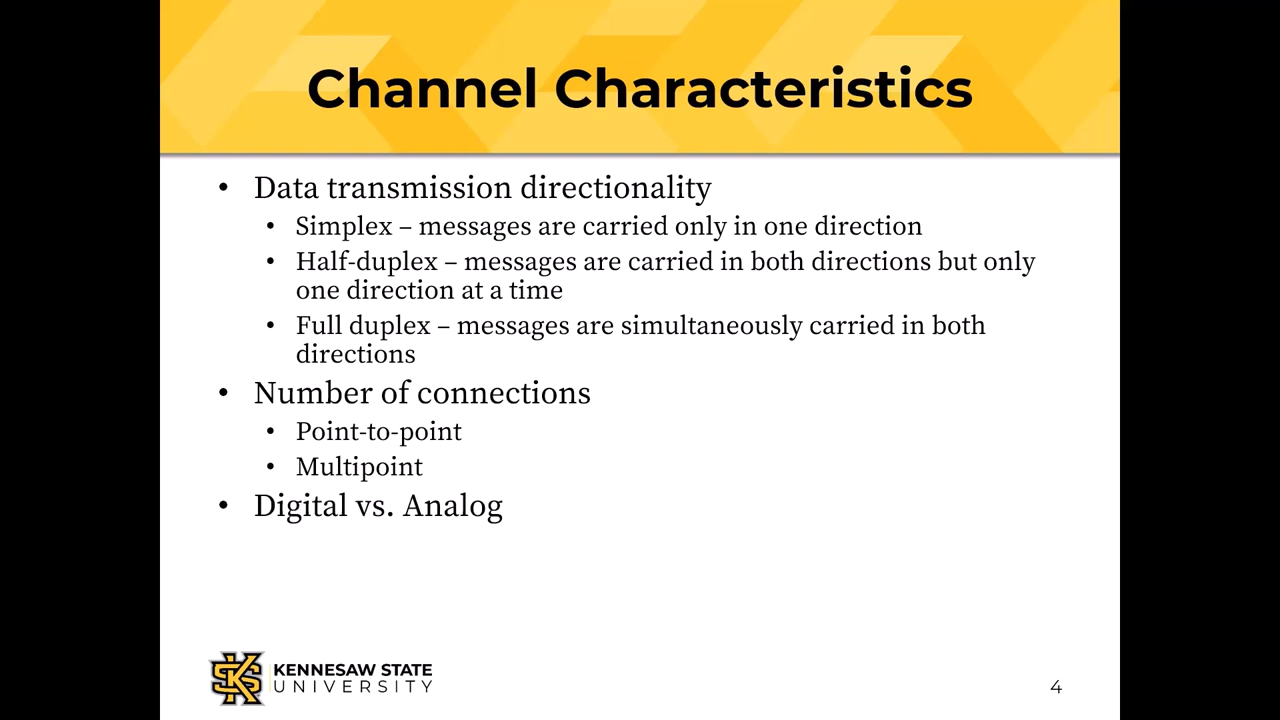 Channel Characteristics
• Data transmission directionality
• Simplex – messages are carried only in one direction
• Half-duplex – messages are carried in both directions but only
one direction at a time
• Full duplex – messages are simultaneously carried in both
directions
• Number of connections
• Point-to-point
• Multipoint
• Digital vs. Analog
KS
KENNESAW STATE
UNIVERSITY
4